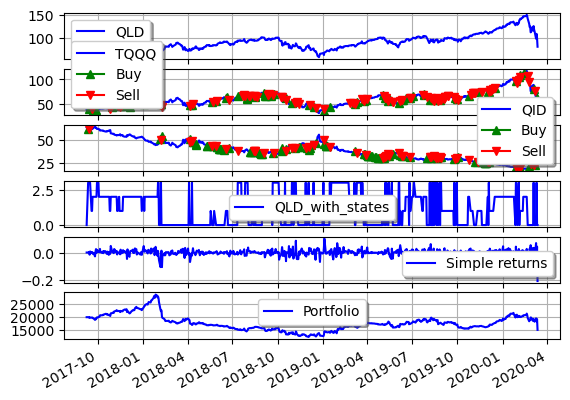 150
100
QLD
TQQQ
Buy
Sell
100
50
QID
Buy
Sell
50
25
2.5
0.0
QLD_with_states
0.0
−0.2
Simple returns
25000
20000
15000
Portfolio
2017-10
2018-01
2018-04
2018-07
2018-10
2019-01
2019-04
2019-07
2019-10
2020-01
2020-04